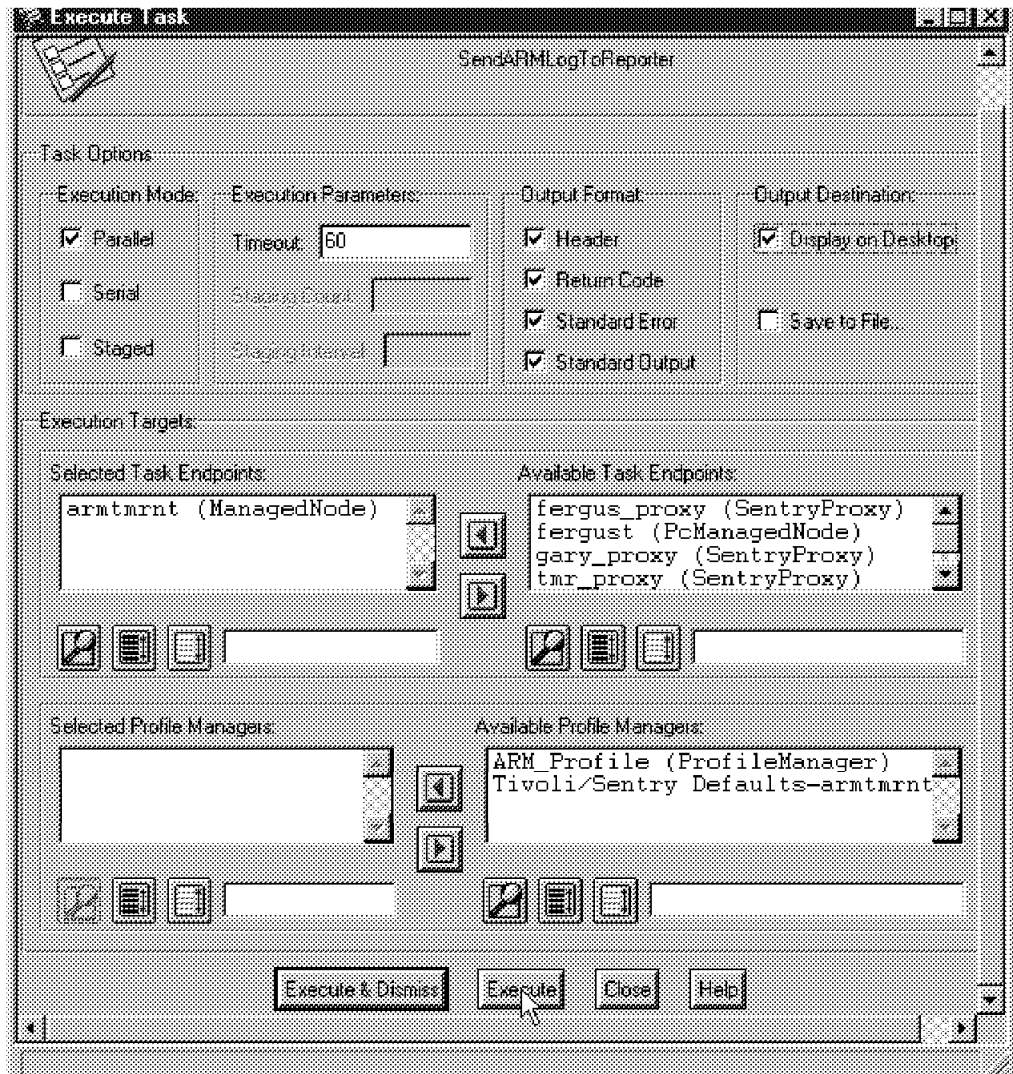 Execute Task
SendARMLogToReporter
Task Options
Execution Mode:
Parallel
Serial
Staged
Execution Parameters:
Timeout: 60
Staging Count:
Staging Interval:
Output Format:
Header
Return Code
Standard Error
Standard Output
Output Destination:
Display on Desktop
Save to File...
Execution Targets:
Selected Task Endpoints:
armtmrnt (ManagedNode)
Available Task Endpoints:
fergus_proxy (SentryProxy)
fergust (PcManagedNode)
gary_proxy (SentryProxy)
tmr_proxy (SentryProxy)
Selected Profile Managers:
Available Profile Managers:
ARM_Profile (ProfileManager)
Tivoli/Sentry Defaults-armtmrnt
Execute & Dismiss
Execute
Close
Help